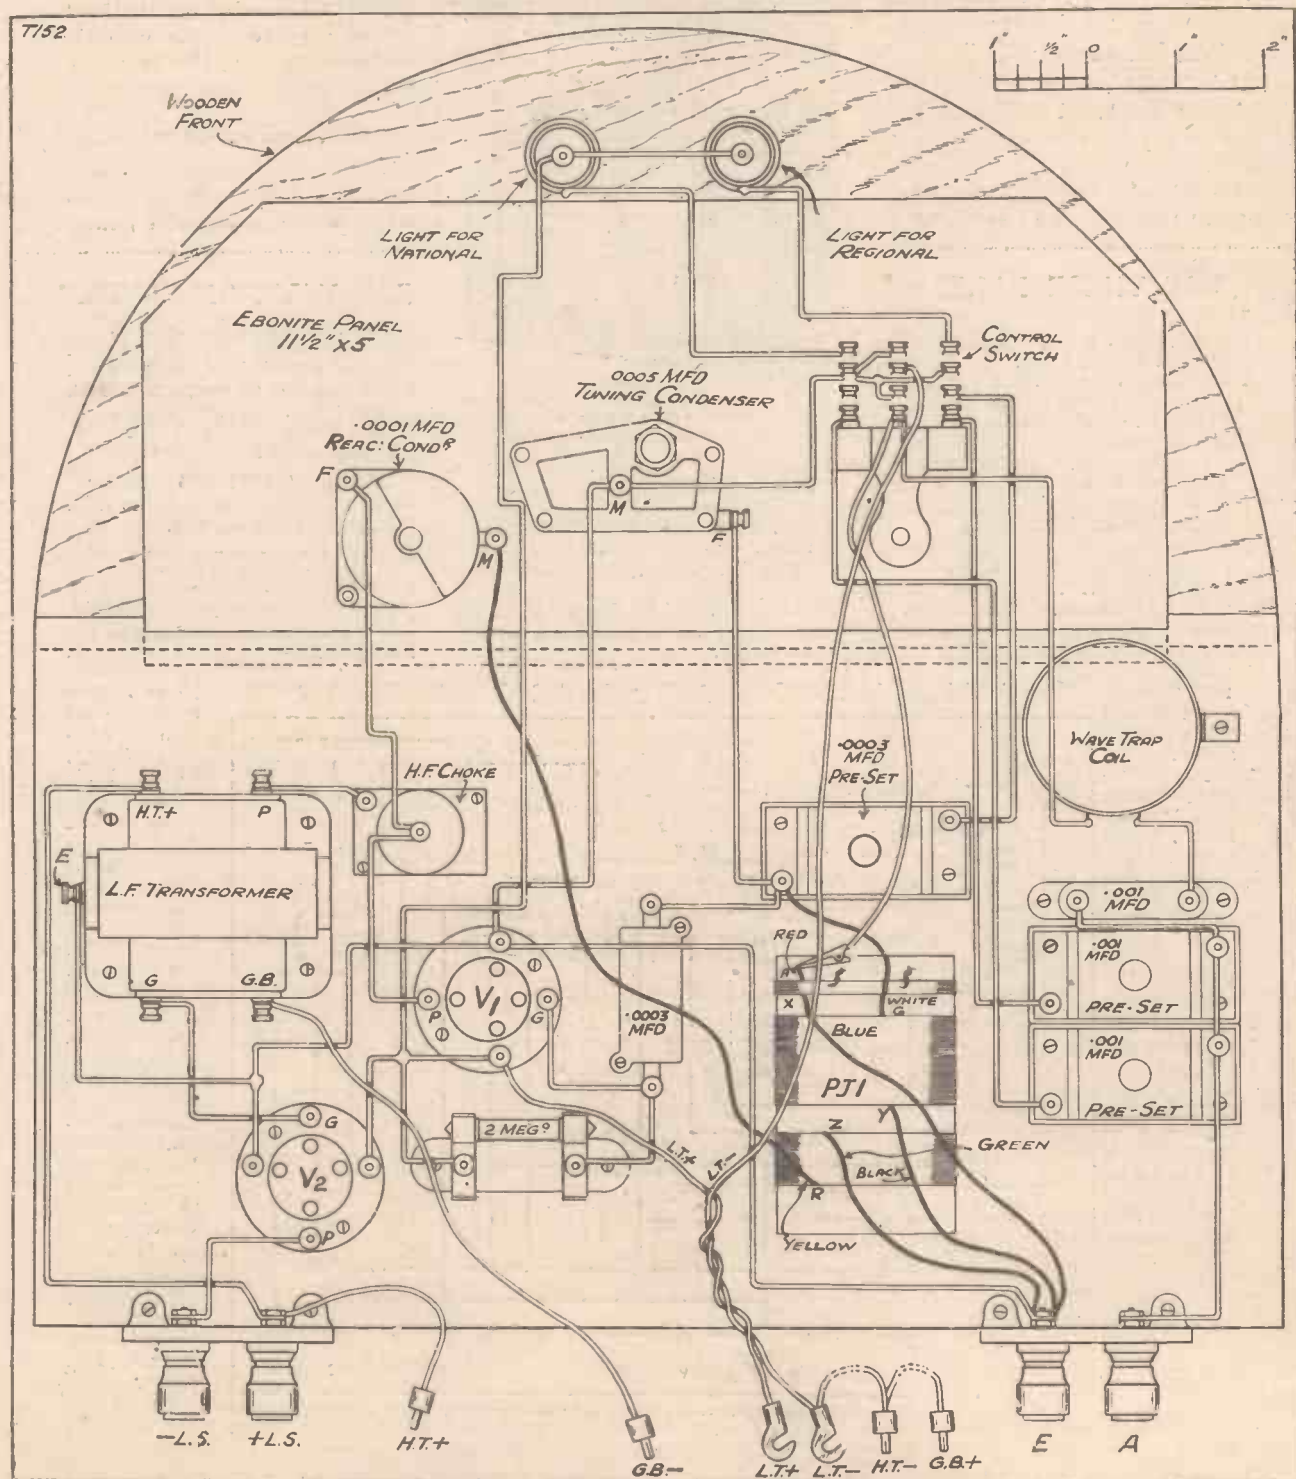 T152
1" ½" 0 1" 2"
WOODEN
FRONT
LIGHT FOR
NATIONAL
LIGHT FOR
REGIONAL
EBONITE PANEL
11½" X 5
CONTROL
SWITCH
.0005 MFD
TUNING CONDENSER
.0001 MFD
REAC: CONDR
F
M
M
F
WAVE TRAP
COIL
.0003
MFD
PRE-SET
H.F. CHOKE
H.T.+
P
E
L.F. TRANSFORMER
G
G.B.
.001
MFD
RED
A
.001
MFD
PRE-SET
X
WHITE
G
V1
P
G
.0003
MFD
BLUE
PJ1
.001
MFD
PRE-SET
G
2 MEGO
Y
Z
GREEN
L.T.+
L.T.-
BLACK
V2
R
P
YELLOW
-L.S.
+L.S.
H.T.+
G.B.-
L.T.+
L.T.-
H.T.-
G.B.+
E
A